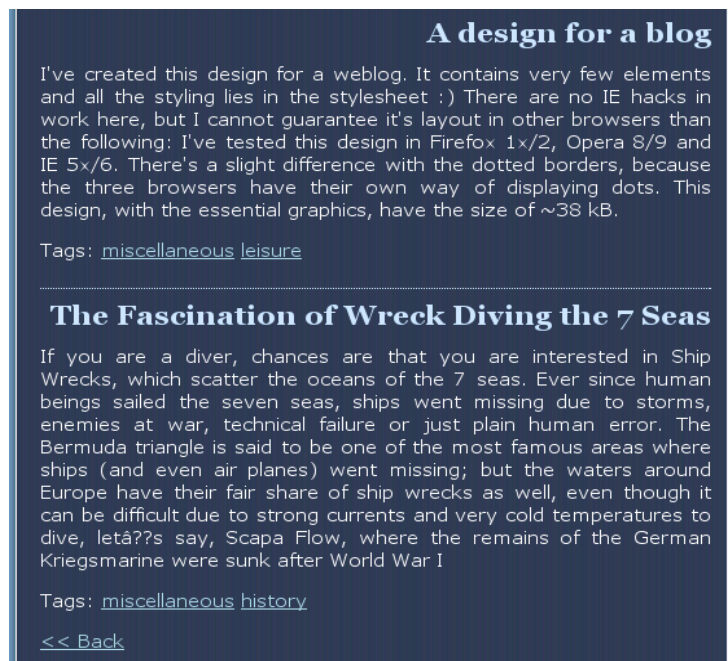 A design for a blog
I've created this design for a weblog. It contains very few elements
and all the styling lies in the stylesheet :) There are no IE hacks in
work here, but I cannot guarantee it's layout in other browsers than
the following: I've tested this design in Firefox 1x/2, Opera 8/9 and
IE 5x/6. There's a slight difference with the dotted borders, because
the three browsers have their own way of displaying dots. This
design, with the essential graphics, have the size of ~38 kB.
Tags: miscellaneous leisure
The Fascination of Wreck Diving the 7 Seas
If you are a diver, chances are that you are interested in Ship
Wrecks, which scatter the oceans of the 7 seas. Ever since human
beings sailed the seven seas, ships went missing due to storms,
enemies at war, technical failure or just plain human error. The
Bermuda triangle is said to be one of the most famous areas where
ships (and even air planes) went missing; but the waters around
Europe have their fair share of ship wrecks as well, even though it
can be difficult due to strong currents and very cold temperatures to
dive, letâ??s say, Scapa Flow, where the remains of the German
Kriegsmarine were sunk after World War I
Tags: miscellaneous history
<< Back